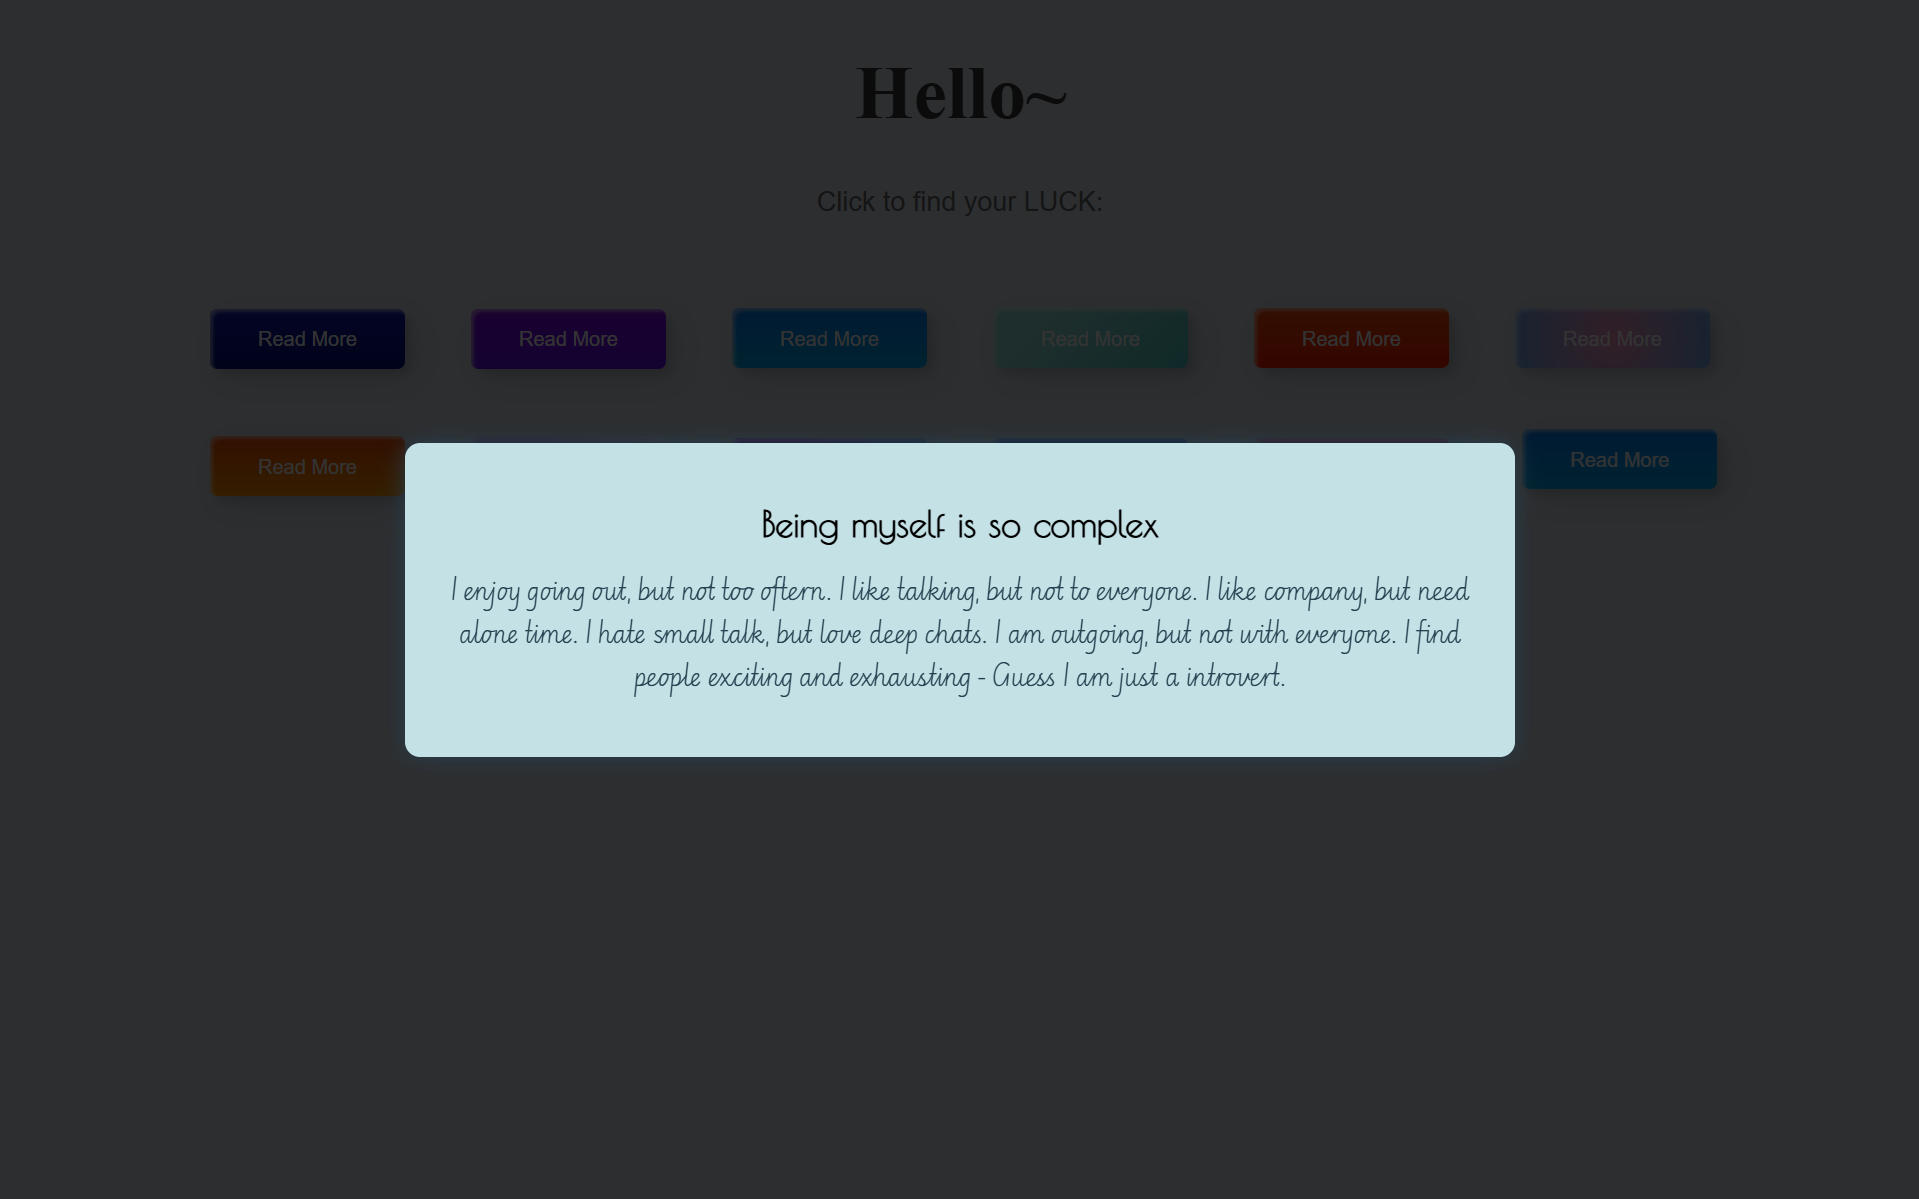 Hello~
Click to find your LUCK:
Read More Read More Read More Read More Read More Read More
Read More Read More
Being myself is so complex
I enjoy going out, but not too oftern. I like talking, but not to everyone. I like company, but need
alone time. I hate small talk, but love deep chats. I am outgoing, but not with everyone. I find
people exciting and exhausting - Guess I am just a introvert.